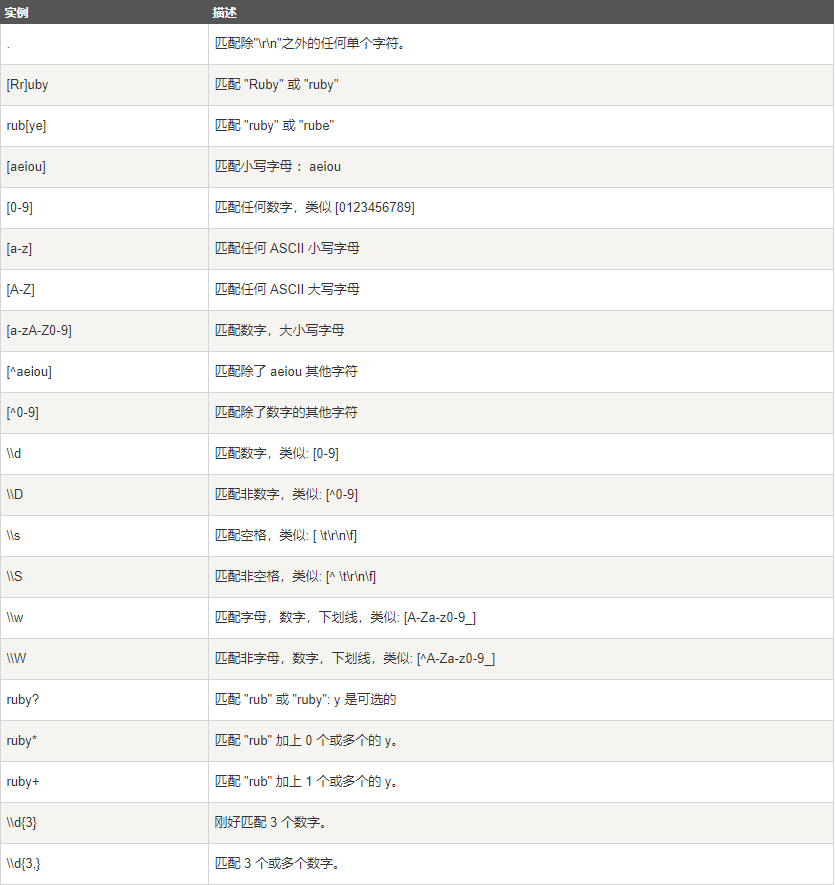 实例 描述
. 匹配除"\r\n"之外的任何单个字符。
[Rr]uby 匹配 "Ruby" 或 "ruby"
rub[ye] 匹配 "ruby" 或 "rube"
[aeiou] 匹配小写字母 ：aeiou
[0-9] 匹配任何数字，类似 [0123456789]
[a-z] 匹配任何 ASCII 小写字母
[A-Z] 匹配任何 ASCII 大写字母
[a-zA-Z0-9] 匹配数字，大小写字母
[^aeiou] 匹配除了 aeiou 其他字符
[^0-9] 匹配除了数字的其他字符
\\d 匹配数字，类似: [0-9]
\\D 匹配非数字，类似: [^0-9]
\\s 匹配空格，类似: [ \t\r\n\f]
\\S 匹配非空格，类似: [^ \t\r\n\f]
\\w 匹配字母，数字，下划线，类似: [A-Za-z0-9_]
\\W 匹配非字母，数字，下划线，类似: [^A-Za-z0-9_]
ruby? 匹配 "rub" 或 "ruby": y 是可选的
ruby* 匹配 "rub" 加上 0 个或多个的 y。
ruby+ 匹配 "rub" 加上 1 个或多个的 y。
\\d{3} 刚好匹配 3 个数字。
\\d{3,} 匹配 3 个或多个数字。